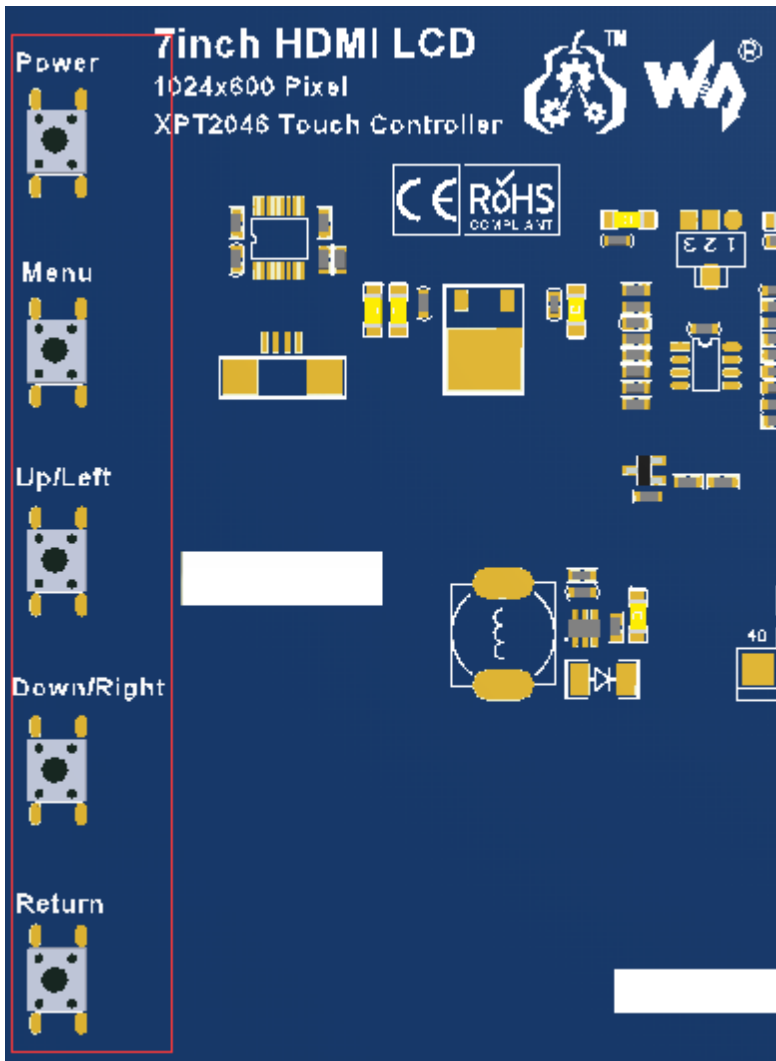 Power
7inch HDMI LCD
TM
®
1024x600 Pixel
XPT2046 Touch Controller
CE RoHS
COMPLIANT
1 2 3
Menu
Up/Left
40
Down/Right
Return